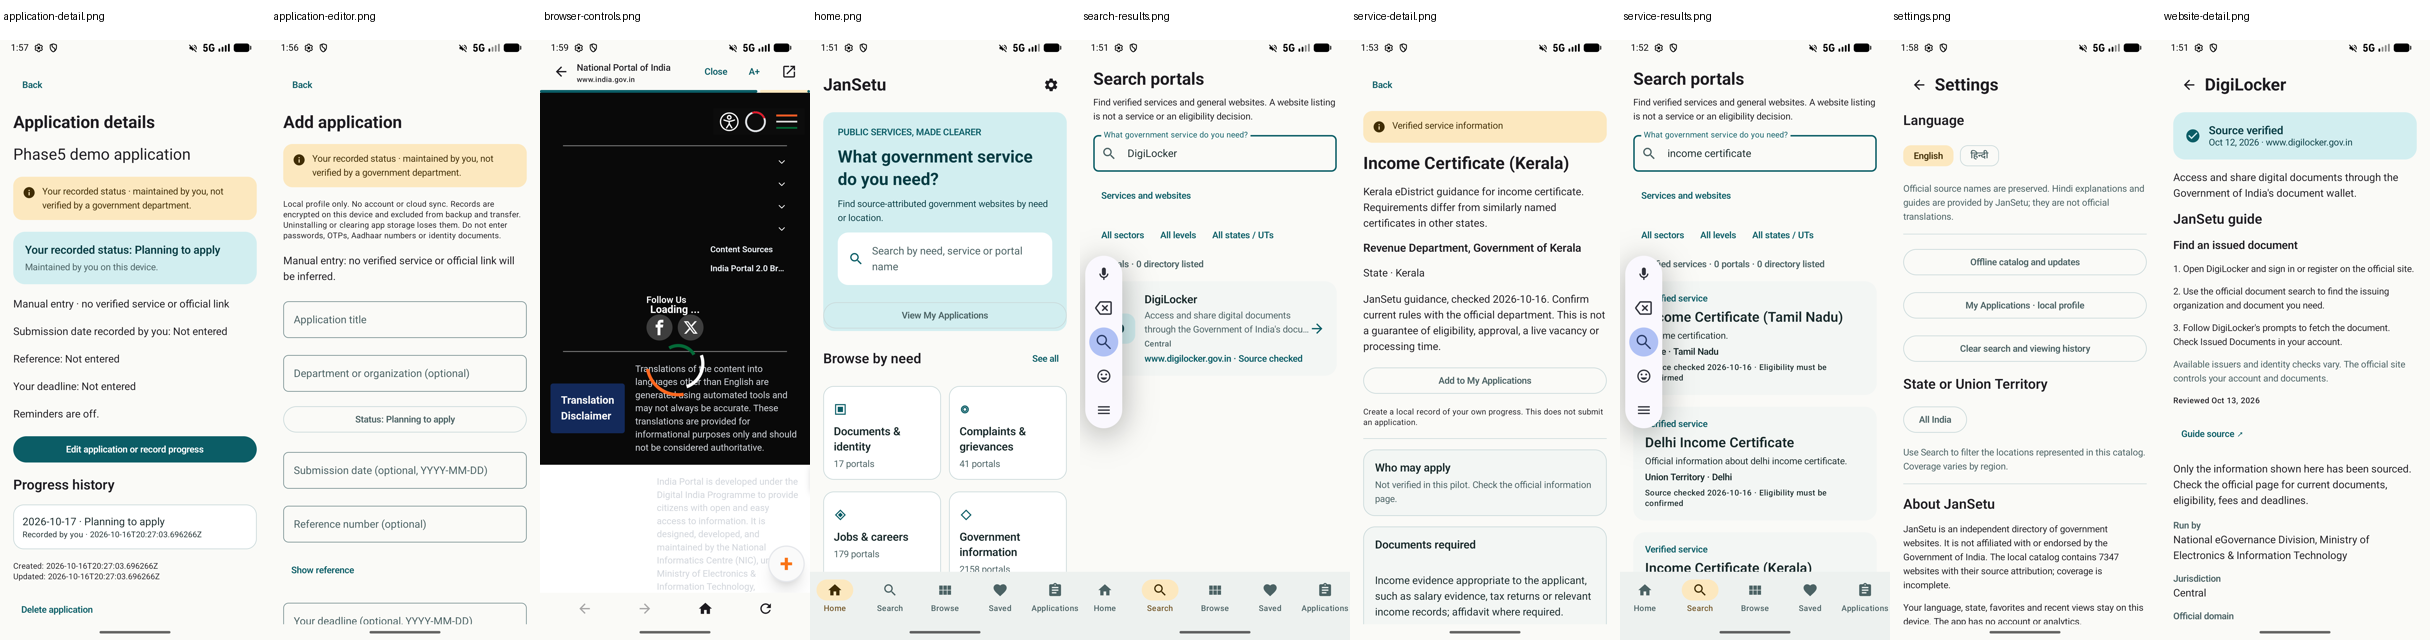 application-detail.png
1:57
5G
Back
Application details
Phase5 demo application
Your recorded status · maintained by you, not
verified by a government department.
Your recorded status: Planning to apply
Maintained by you on this device.
Manual entry · no verified service or official link
Submission date recorded by you: Not entered
Reference: Not entered
Your deadline: Not entered
Reminders are off.
Edit application or record progress
Progress history
2026-10-17 · Planning to apply
Recorded by you · 2026-10-16T20:27:03.696266Z
Created: 2026-10-16T20:27:03.696266Z
Updated: 2026-10-16T20:27:03.696266Z
Delete application
application-editor.png
1:56
5G
Back
Add application
Your recorded status · maintained by you, not
verified by a government department.
Local profile only. No account or cloud sync. Records are
encrypted on this device and excluded from backup and transfer.
Uninstalling or clearing app storage loses them. Do not enter
passwords, OTPs, Aadhaar numbers or identity documents.
Manual entry: no verified service or official link will
be inferred.
Application title
Department or organization (optional)
Status: Planning to apply
Submission date (optional, YYYY-MM-DD)
Reference number (optional)
Show reference
Your deadline (optional, YYYY-MM-DD)
browser-controls.png
1:59
5G
National Portal of India
www.india.gov.in
Close
A+
Content Sources
India Portal 2.0 Br...
Follow Us
Loading ...
Translations of the content into
languages other than English are
generated using automated tools and
may not always be accurate. These
translations are provided for
informational purposes only and should
not be considered authoritative.
Translation
Disclaimer
India Portal is developed under the
Digital India Programme to provide
citizens with open and easy
access to information. It is
designed, developed, and
maintained by the National
Informatics Centre (NIC), un
Ministry of Electronics &
Information Technology,
home.png
1:51
5G
JanSetu
PUBLIC SERVICES, MADE CLEARER
What government service
do you need?
Find source-attributed government websites by need
or location.
Search by need, service or portal
name
View My Applications
Browse by need
See all
Documents &
identity
17 portals
Complaints &
grievances
41 portals
Jobs & careers
179 portals
Government
information
2158 portals
Home
Search
Browse
Saved
Applications
search-results.png
1:51
5G
Search portals
Find verified services and general websites. A website listing
is not a service or an eligibility decision.
What government service do you need?
DigiLocker
Services and websites
All sectors
All levels
All states / UTs
als · 0 directory listed
DigiLocker
Access and share digital documents
through the Government of India's docu...
Central
www.digilocker.gov.in · Source checked
Home
Search
Browse
Saved
Applications
service-detail.png
1:53
5G
Back
Verified service information
Income Certificate (Kerala)
Kerala eDistrict guidance for income certificate.
Requirements differ from similarly named
certificates in other states.
Revenue Department, Government of Kerala
State · Kerala
JanSetu guidance, checked 2026-10-16. Confirm
current rules with the official department. This is not
a guarantee of eligibility, approval, a live vacancy or
processing time.
Add to My Applications
Create a local record of your own progress. This does not submit
an application.
Who may apply
Not verified in this pilot. Check the official information
page.
Documents required
Income evidence appropriate to the applicant,
such as salary evidence, tax returns or relevant
income records; affidavit where required.
service-results.png
1:52
5G
Search portals
Find verified services and general websites. A website listing
is not a service or an eligibility decision.
What government service do you need?
income certificate
Services and websites
All sectors
All levels
All states / UTs
fied services · 0 portals · 0 directory listed
fied service
ome Certificate (Tamil Nadu)
me certification.
e · Tamil Nadu
ce checked 2026-10-16 · Eligibility must be
irmed
Delhi Income Certificate
Official information about delhi income certificate.
Union Territory · Delhi
Source checked 2026-10-16 · Eligibility must be
confirmed
Verified service
Income Certificate (Kerala)
Home
Search
Browse
Saved
Applications
settings.png
1:58
5G
Settings
Language
English
हिन्दी
Official source names are preserved. Hindi explanations and
guides are provided by JanSetu; they are not official
translations.
Offline catalog and updates
My Applications · local profile
Clear search and viewing history
State or Union Territory
All India
Use Search to filter the locations represented in this catalog.
Coverage varies by region.
About JanSetu
JanSetu is an independent directory of government
websites. It is not affiliated with or endorsed by the
Government of India. The local catalog contains 7347
websites with their source attribution; coverage is
incomplete.
Your language, state, favorites and recent views stay on this
device. The app has no account or analytics.
website-detail.png
1:51
5G
DigiLocker
Source verified
Oct 12, 2026 · www.digilocker.gov.in
Access and share digital documents through the
Government of India's document wallet.
JanSetu guide
Find an issued document
1. Open DigiLocker and sign in or register on the official site.
2. Use the official document search to find the issuing
organization and document you need.
3. Follow DigiLocker's prompts to fetch the document.
Check Issued Documents in your account.
Available issuers and identity checks vary. The official site
controls your account and documents.
Reviewed Oct 13, 2026
Guide source ↗
Only the information shown here has been sourced.
Check the official page for current documents,
eligibility, fees and deadlines.
Run by
National eGovernance Division, Ministry of
Electronics & Information Technology
Jurisdiction
Central
Official domain